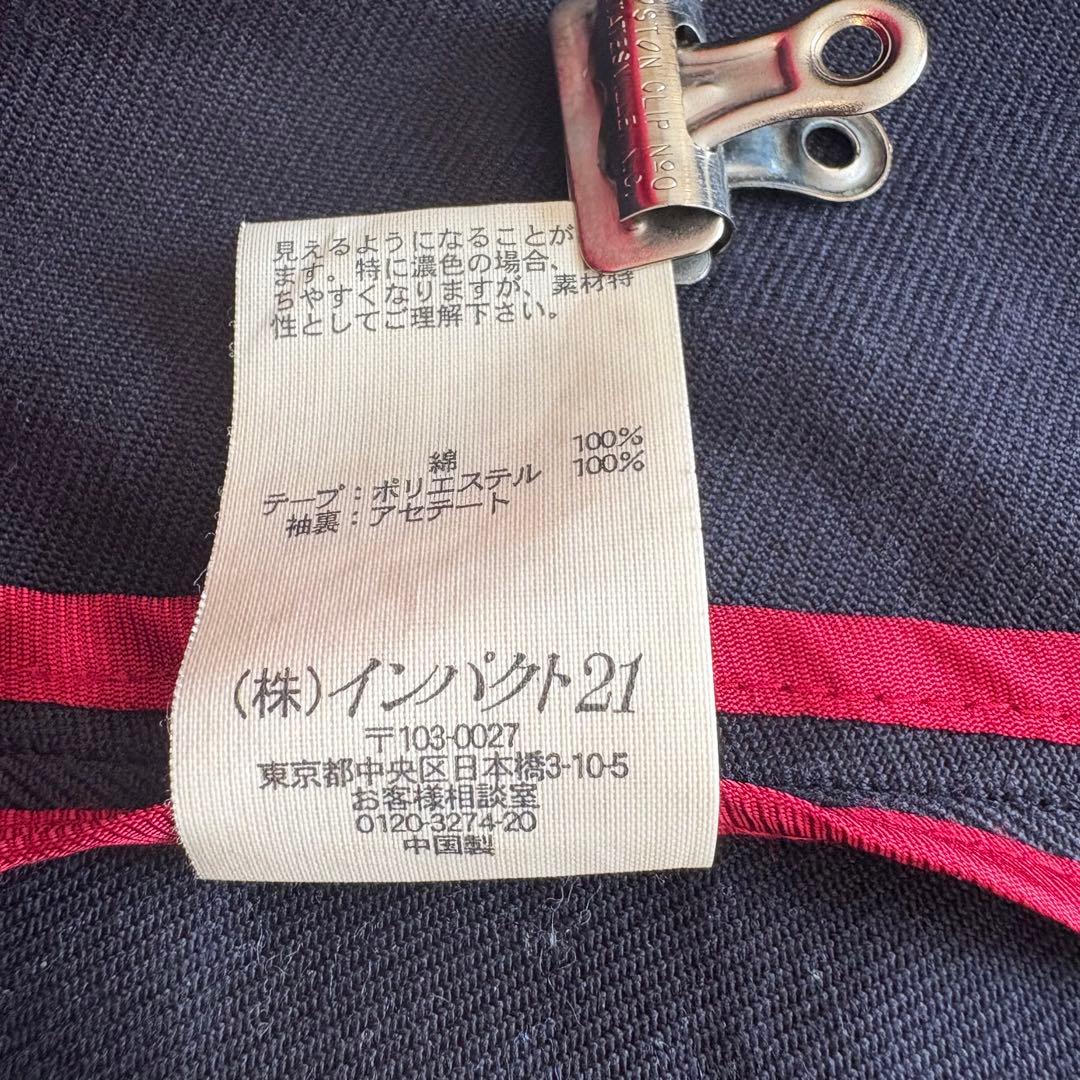 OSTON CLIP No0
見えるようになることが
ます。特に濃色の場合、
ちやすくなりますが、素材特
性としてご理解下さい。
綿 100%
テープ：ポリエステル 100%
袖裏：アセテート
(株)インパクト21
〒103-0027
東京都中央区日本橋3-10-5
お客様相談室
0120-3274-20
中国製